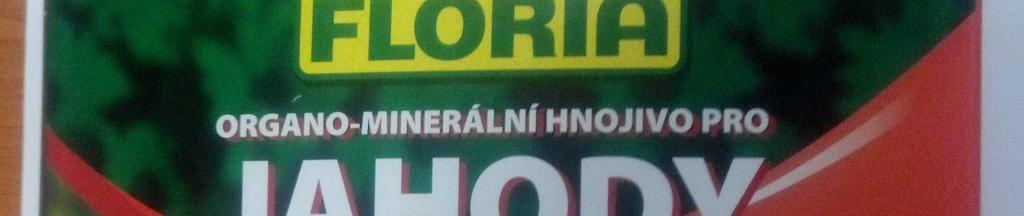 FLORIA
ORGANO-MINERÁLNÍ HNOJIVO PRO
JAHODY